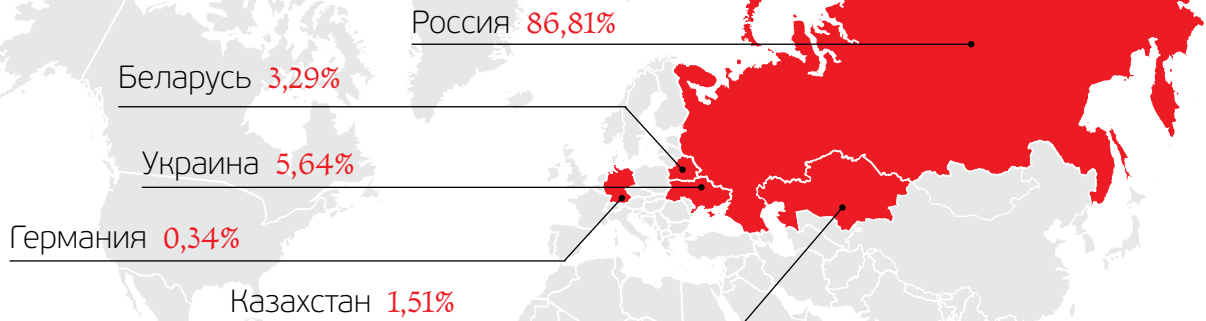 Россия 86,81%
Беларусь 3,29%
Украина 5,64%
Германия 0,34%
Казахстан 1,51%